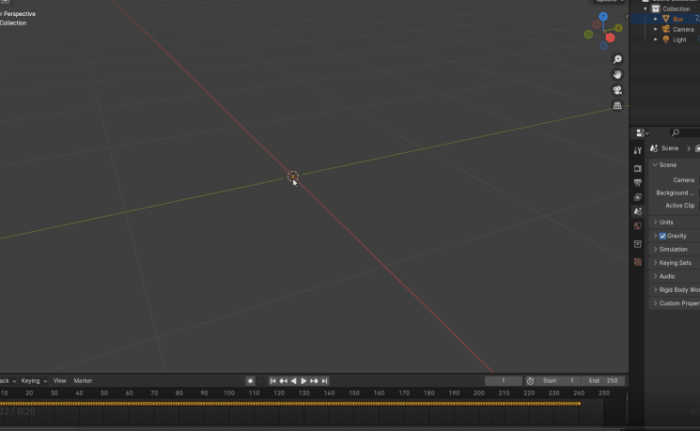 r Perspective
Collection
Collection
Box
Camera
Light
Scene
Scene
Camera
Background ...
Active Clip
Units
Gravity
Simulation
Keying Sets
Audio
Rigid Body Wor
Custom Proper
Keying View Marker
1 Start 1 End 250
10 20 30 40 50 60 70 80 90 100 110 120 130 140 150 160 170 180 190 200 210 220 230 240 250